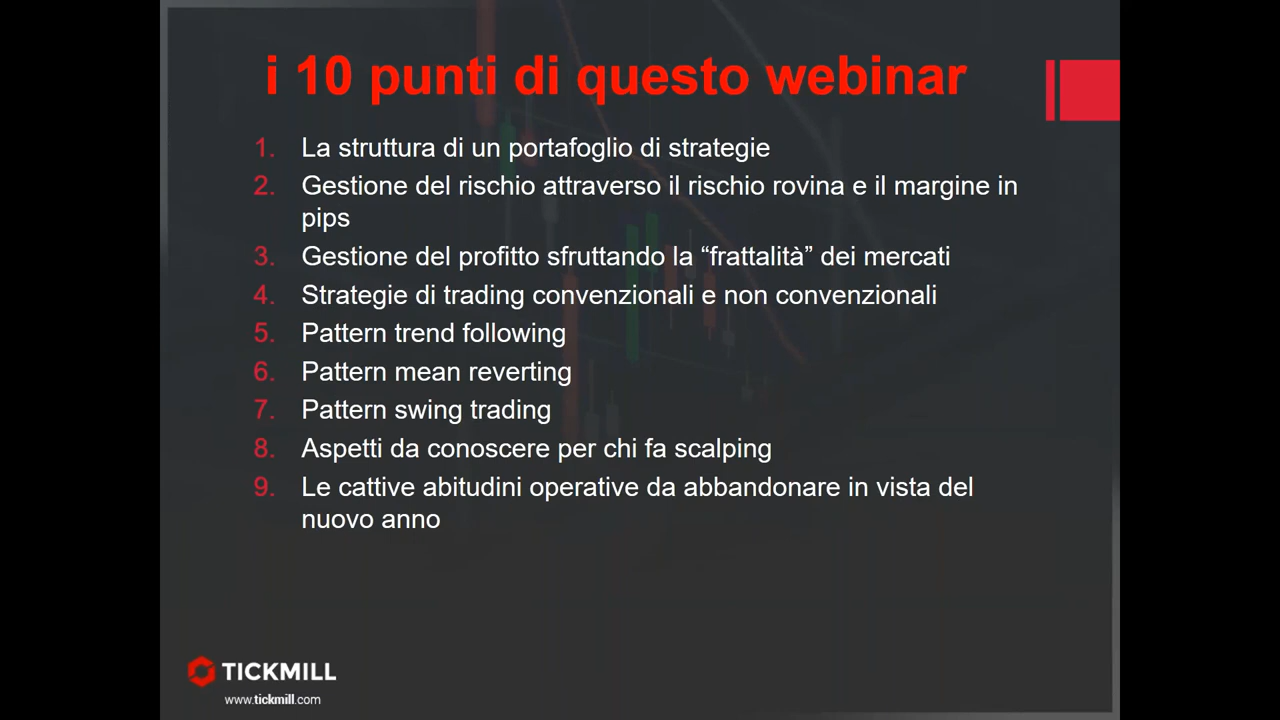 i 10 punti di questo webinar
1. La struttura di un portafoglio di strategie
2. Gestione del rischio attraverso il rischio rovina e il margine in
pips
3. Gestione del profitto sfruttando la “frattalità” dei mercati
4. Strategie di trading convenzionali e non convenzionali
5. Pattern trend following
6. Pattern mean reverting
7. Pattern swing trading
8. Aspetti da conoscere per chi fa scalping
9. Le cattive abitudini operative da abbandonare in vista del
nuovo anno
TICKMILL
www.tickmill.com